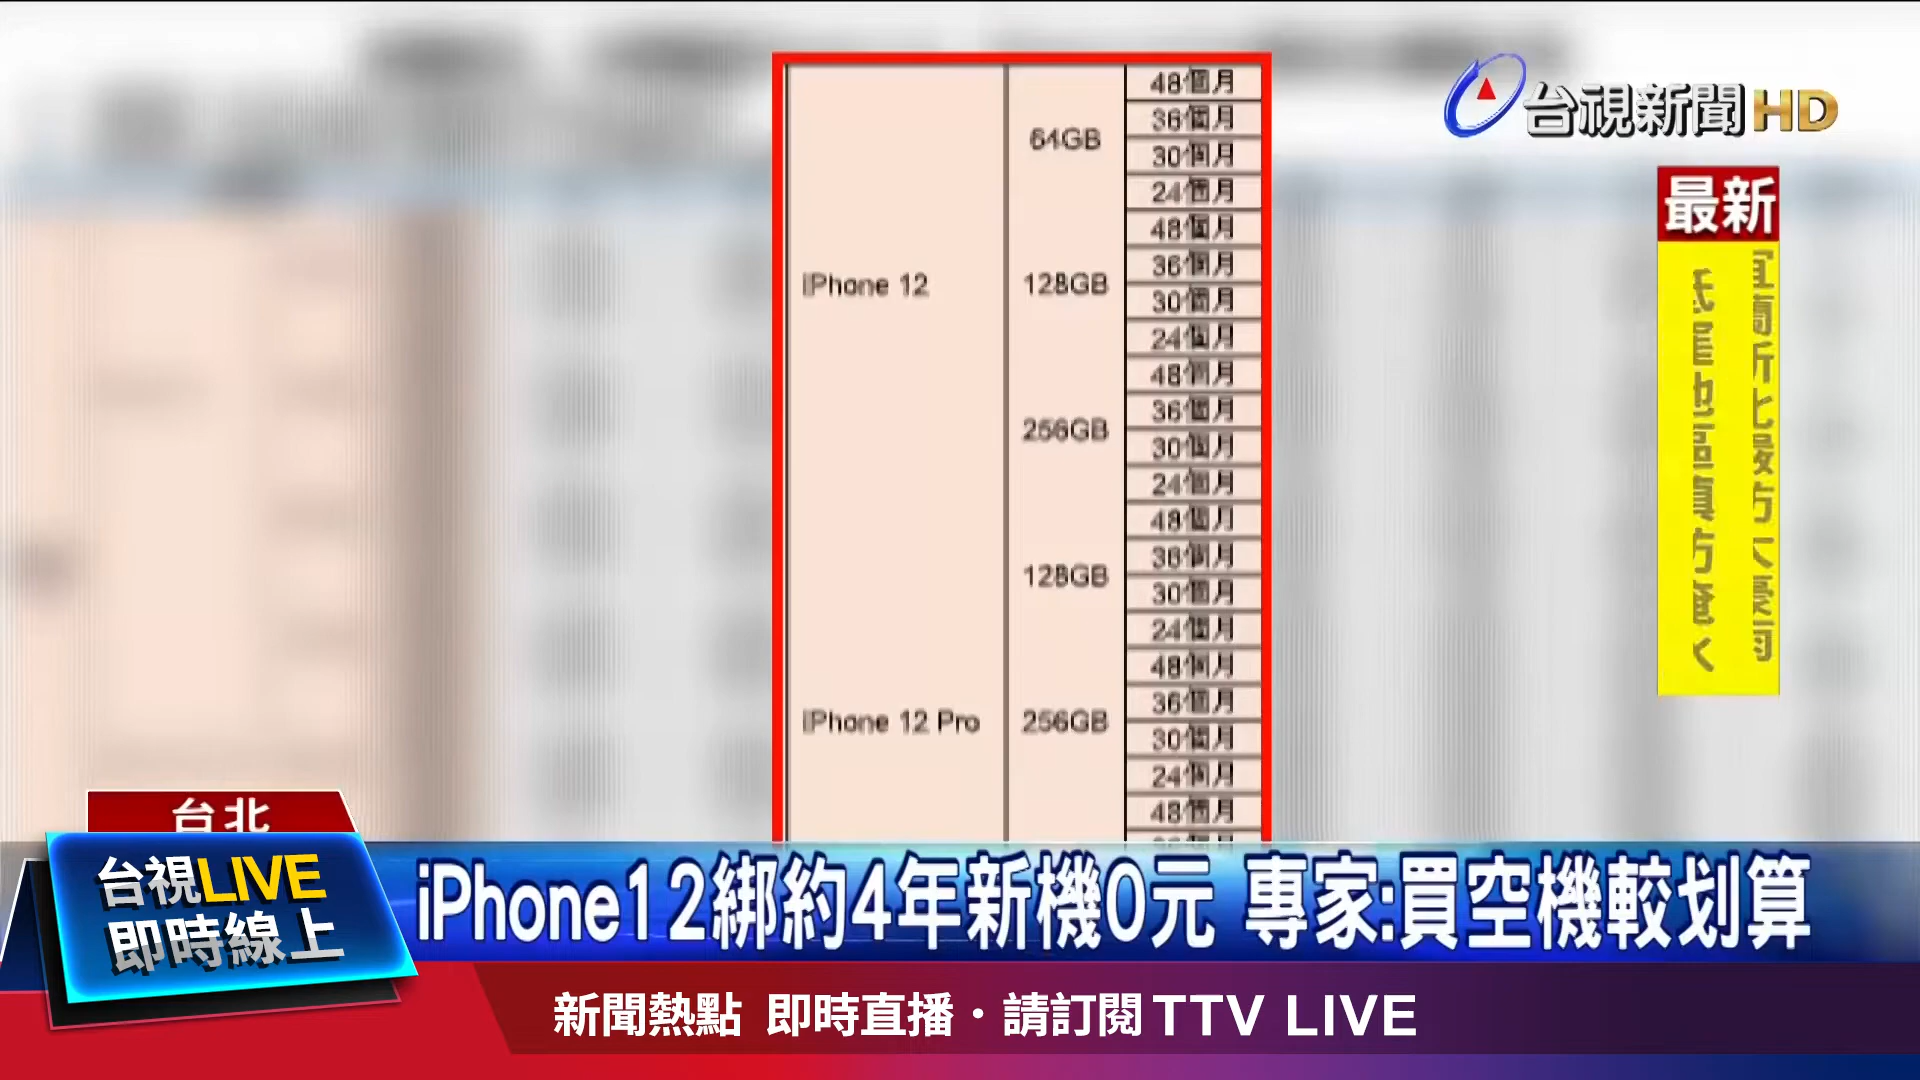 台視新聞HD
最新
48個月
36個月
64GB
30個月
24個月
48個月
36個月
iPhone 12
128GB
30個月
24個月
48個月
36個月
256GB
30個月
24個月
48個月
36個月
128GB
30個月
24個月
48個月
36個月
iPhone 12 Pro
256GB
30個月
24個月
48個月
台北
台視LIVE
即時線上
iPhone12綁約4年新機0元 專家:買空機較划算
新聞熱點 即時直播・請訂閱TTV LIVE